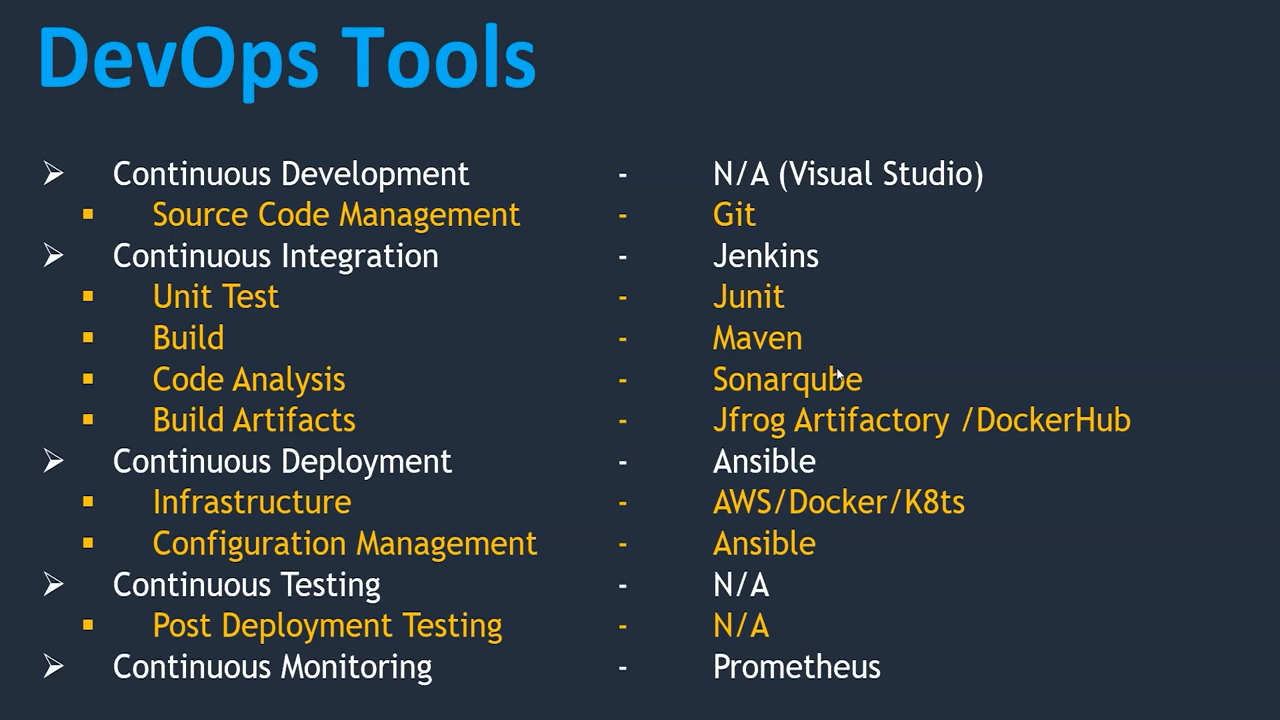 DevOps Tools
Continuous Development - N/A (Visual Studio)
Source Code Management - Git
Continuous Integration - Jenkins
Unit Test - Junit
Build - Maven
Code Analysis - Sonarqube
Build Artifacts - Jfrog Artifactory /DockerHub
Continuous Deployment - Ansible
Infrastructure - AWS/Docker/K8ts
Configuration Management - Ansible
Continuous Testing - N/A
Post Deployment Testing - N/A
Continuous Monitoring - Prometheus